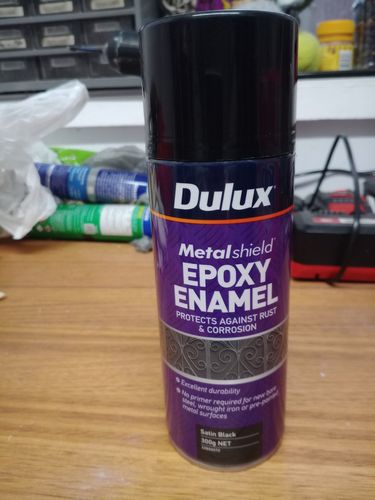 Dulux
Metalshield™
EPOXY
ENAMEL
PROTECTS AGAINST RUST
& CORROSION
• Excellent durability
• No primer required for new bare
steel, wrought iron or pre-painted
metal surfaces
Satin Black
300g NET